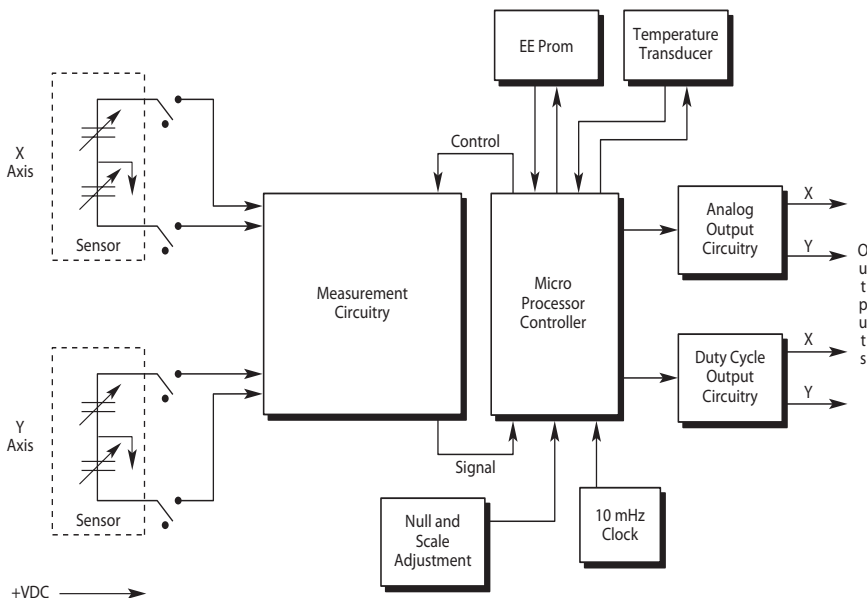 EE Prom
Temperature
Transducer
X
Axis
Sensor
Control
Measurement
Circuitry
Micro
Processor
Controller
Analog
Output
Circuitry
X
Y
Outputs
Duty Cycle
Output
Circuitry
X
Y
Y
Axis
Sensor
Signal
Null and
Scale
Adjustment
10 mHz
Clock
+VDC